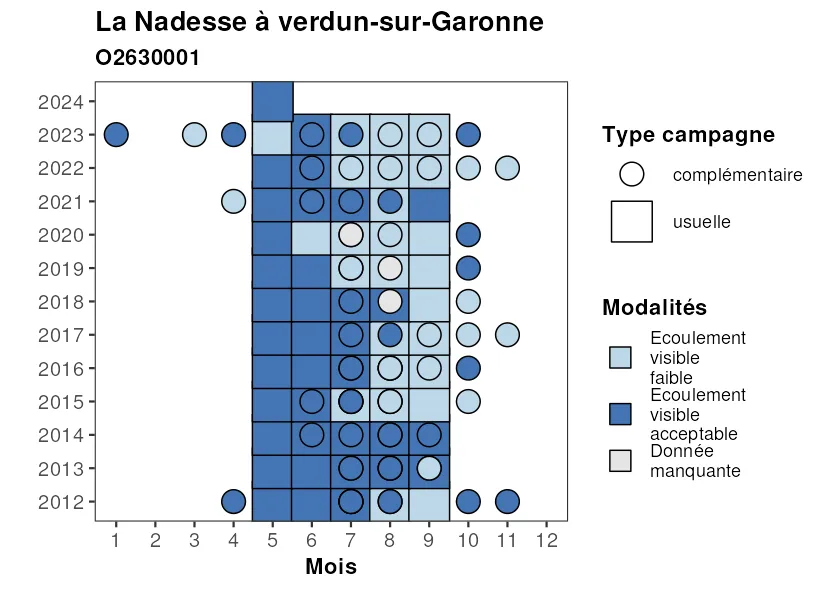 La Nadesse à verdun-sur-Garonne
O2630001
2024
2023
2022
2021
2020
2019
2018
2017
2016
2015
2014
2013
2012
1 2 3 4 5 6 7 8 9 10 11 12
Mois
Type campagne
complémentaire
usuelle
Modalités
Ecoulement
visible
faible
Ecoulement
visible
acceptable
Donnée
manquante